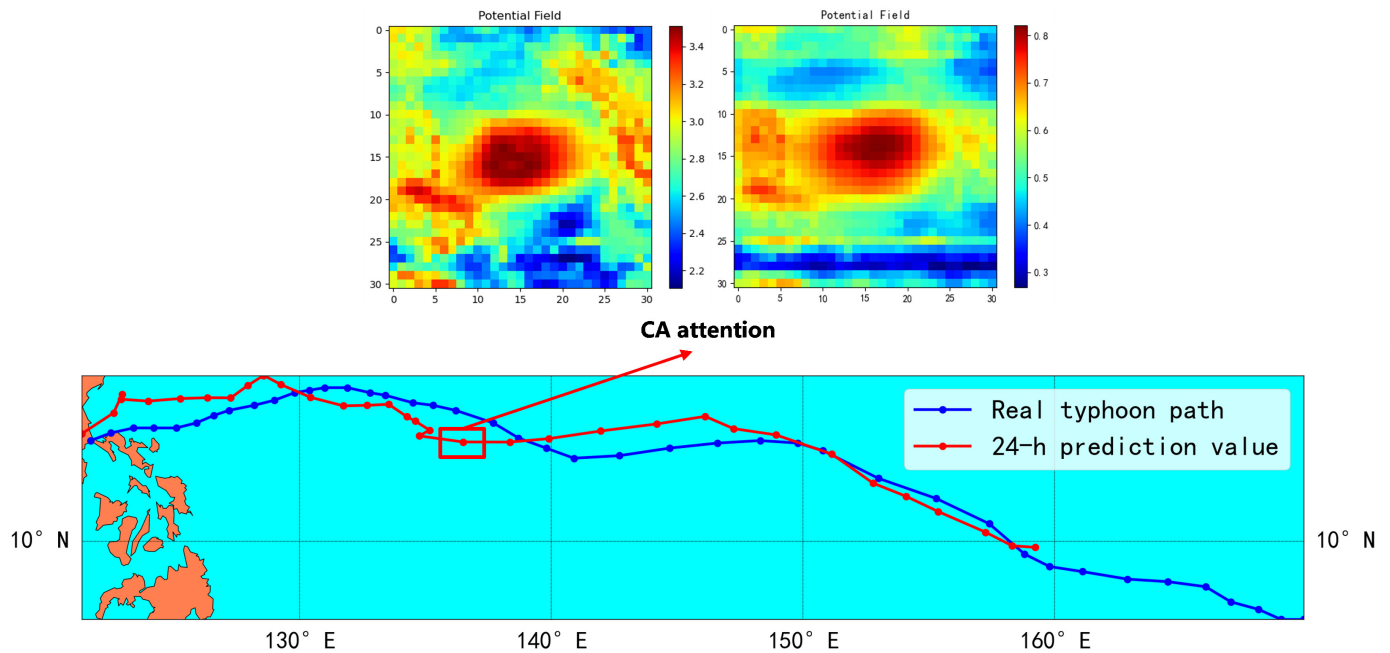 Potential Field
Potential Field
0
5
10
15
20
25
30
0 5 10 15 20 25 30
3.4
3.2
3.0
2.8
2.6
2.4
2.2
0
5
10
15
20
25
30
0 5 10 15 20 25 30
0.8
0.7
0.6
0.5
0.4
0.3
CA attention
Real typhoon path
24-h prediction value
10° N
10° N
130° E 140° E 150° E 160° E